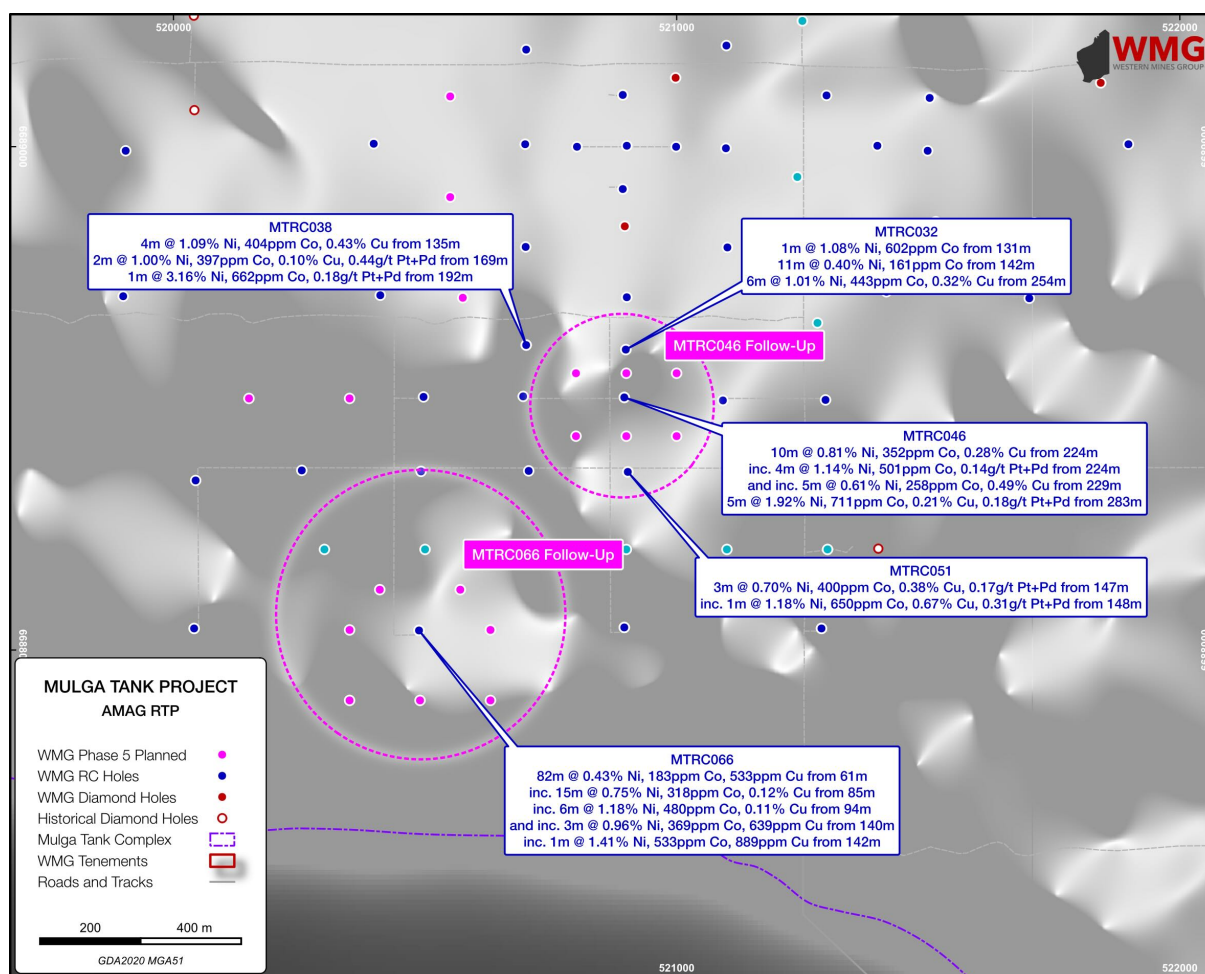 520000
521000
522000
WMG
WESTERN MINES GROUP
6689000
6689000
MTRC038
4m @ 1.09% Ni, 404ppm Co, 0.43% Cu from 135m
2m @ 1.00% Ni, 397ppm Co, 0.10% Cu, 0.44g/t Pt+Pd from 169m
1m @ 3.16% Ni, 662ppm Co, 0.18g/t Pt+Pd from 192m
MTRC032
1m @ 1.08% Ni, 602ppm Co from 131m
11m @ 0.40% Ni, 161ppm Co from 142m
6m @ 1.01% Ni, 443ppm Co, 0.32% Cu from 254m
MTRC046 Follow-Up
MTRC046
10m @ 0.81% Ni, 352ppm Co, 0.28% Cu from 224m
inc. 4m @ 1.14% Ni, 501ppm Co, 0.14g/t Pt+Pd from 224m
and inc. 5m @ 0.61% Ni, 258ppm Co, 0.49% Cu from 229m
5m @ 1.92% Ni, 711ppm Co, 0.21% Cu, 0.18g/t Pt+Pd from 283m
MTRC066 Follow-Up
MTRC051
3m @ 0.70% Ni, 400ppm Co, 0.38% Cu, 0.17g/t Pt+Pd from 147m
inc. 1m @ 1.18% Ni, 650ppm Co, 0.67% Cu, 0.31g/t Pt+Pd from 148m
6688000
MTRC066
82m @ 0.43% Ni, 183ppm Co, 533ppm Cu from 61m
inc. 15m @ 0.75% Ni, 318ppm Co, 0.12% Cu from 85m
inc. 6m @ 1.18% Ni, 480ppm Co, 0.11% Cu from 94m
and inc. 3m @ 0.96% Ni, 369ppm Co, 639ppm Cu from 140m
inc. 1m @ 1.41% Ni, 533ppm Co, 889ppm Cu from 142m
MULGA TANK PROJECT
AMAG RTP
WMG Phase 5 Planned
WMG RC Holes
WMG Diamond Holes
Historical Diamond Holes
Mulga Tank Complex
WMG Tenements
Roads and Tracks
200
400 m
GDA2020 MGA51
521000
522000